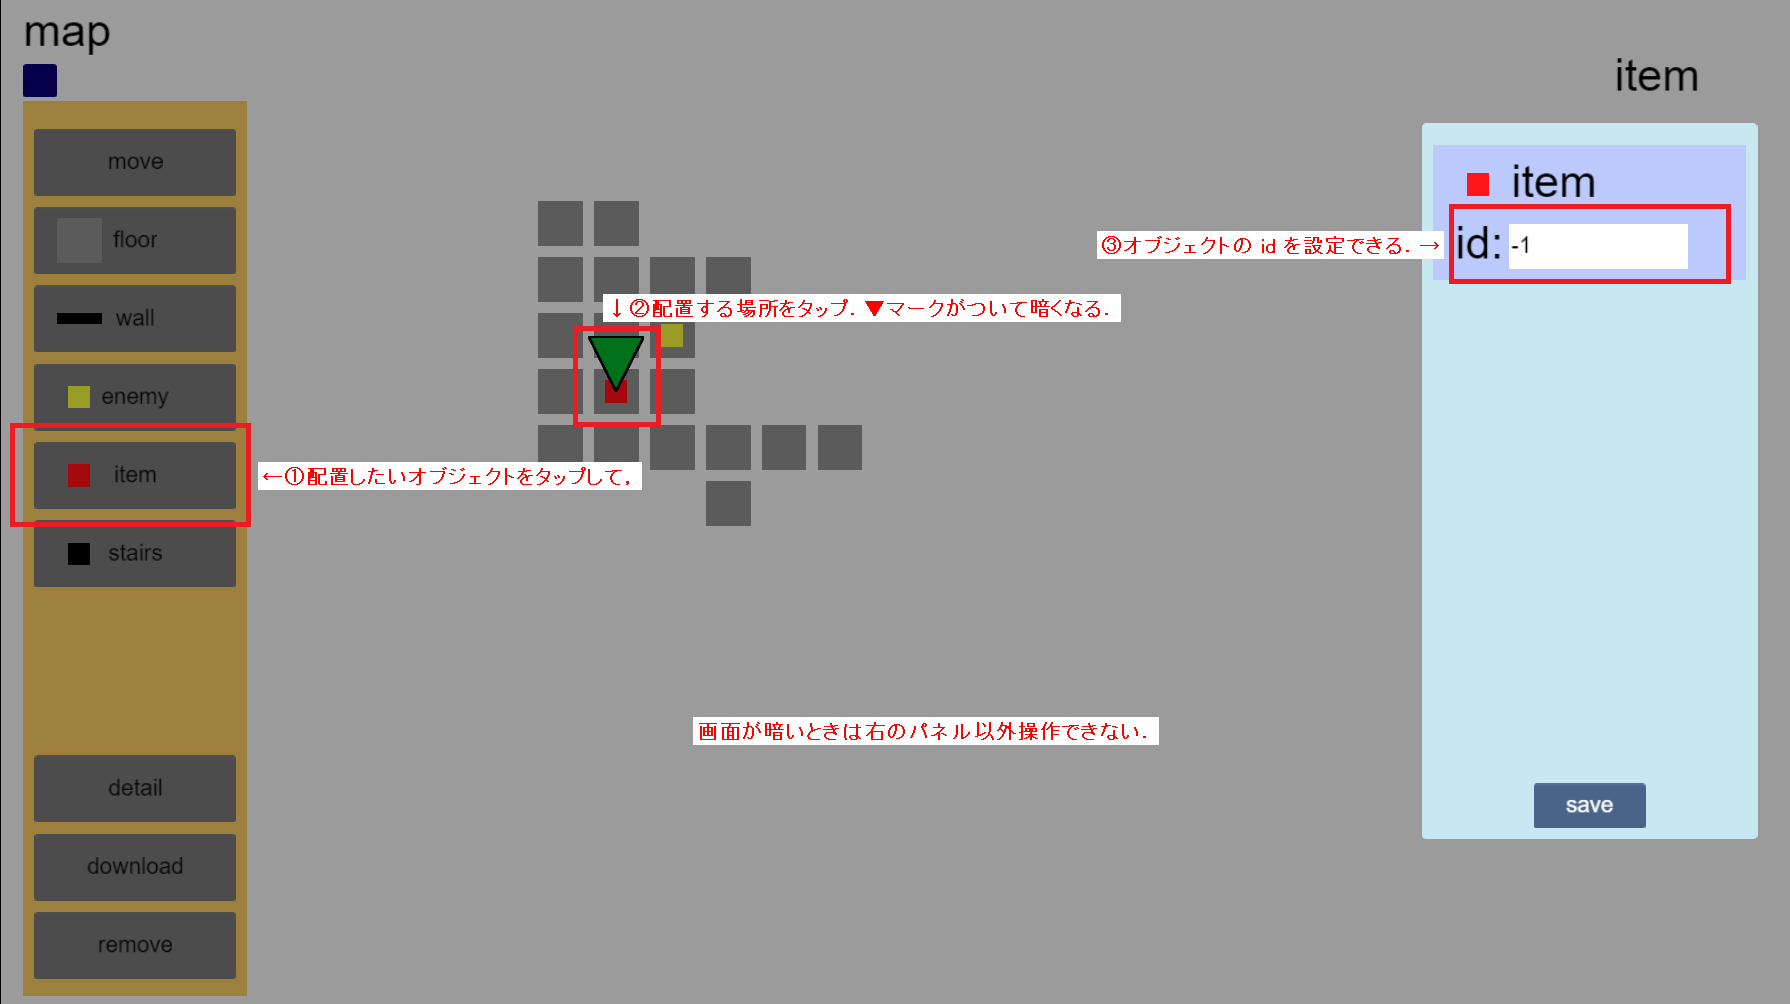 map
item
move
floor
wall
enemy
item
stairs
detail
download
remove
←①配置したいオブジェクトをタップして,
↓②配置する場所をタップ. ▼マークがついて暗くなる.
③オブジェクトの id を設定できる. →
item
id: -1
画面が暗いときは右のパネル以外操作できない.
save